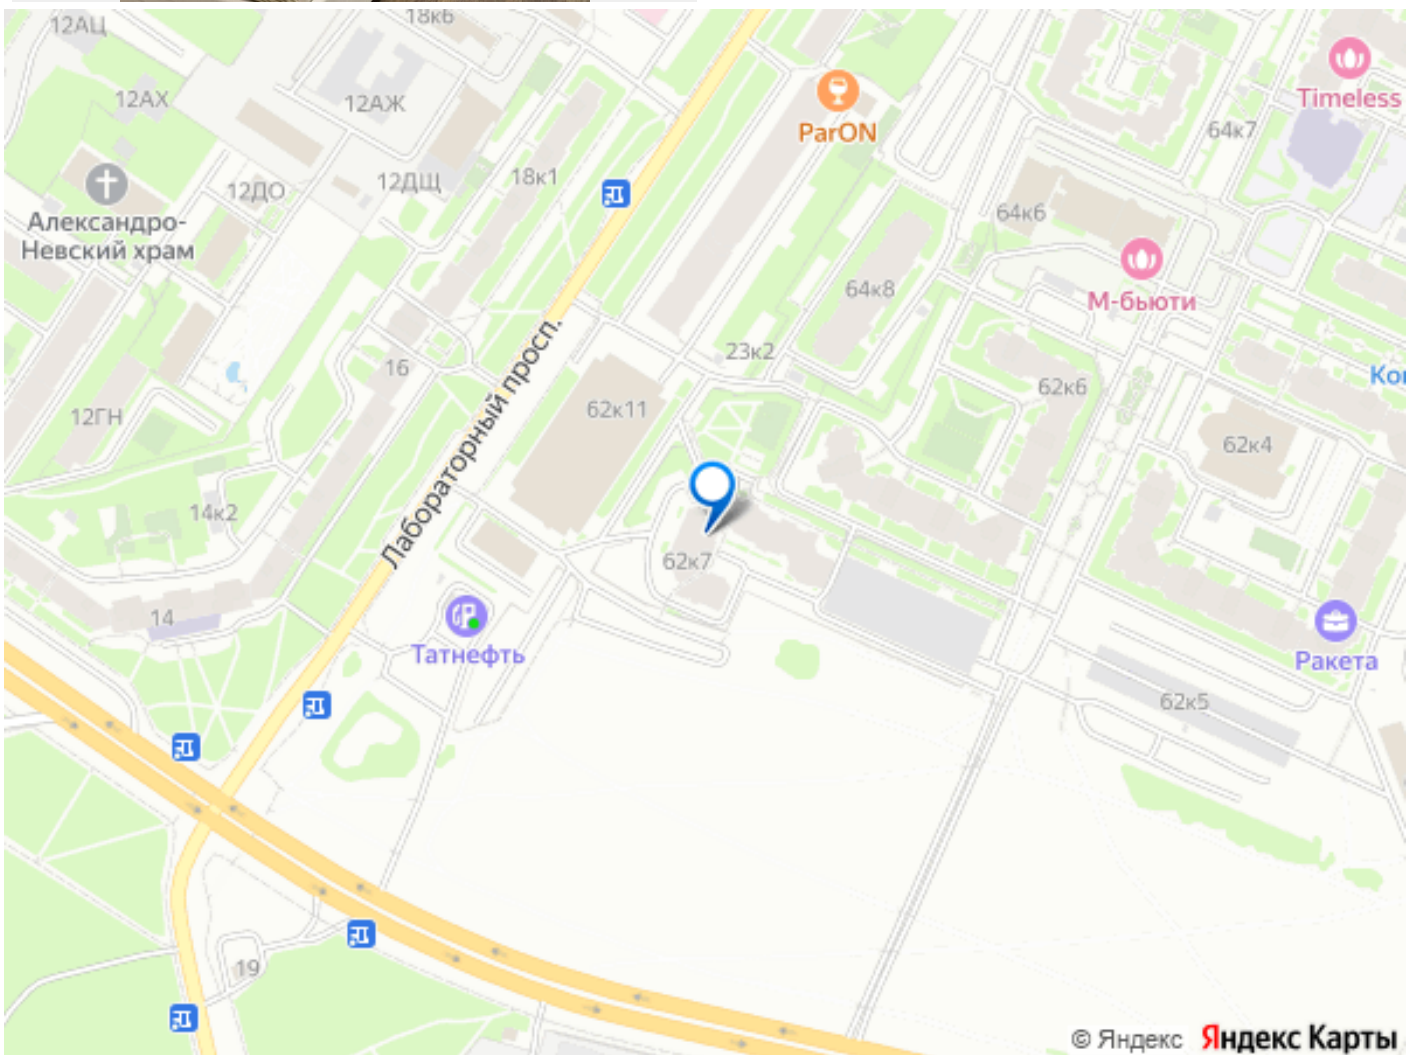 12АЦ
18к6
12АХ
12АЖ
ParON
Timeless
64к7
12ДО
12ДЩ
18к1
Александро-
Невский храм
64к6
64к8
М-бьюти
23к2
16
62к6
12ГН
62к11
62к4
Лабораторный просп.
14к2
62к7
14
Татнефть
Ракета
62к5
19
© Яндекс Яндекс Карты